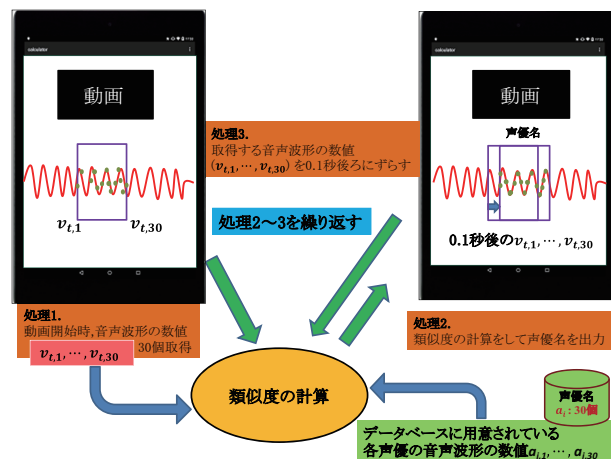 calculator
動画
v_{t,1}
v_{t,30}
処理1.
動画開始時,音声波形の数値
v_{t,1}, ⋯, v_{t,30} 30個取得
処理3.
取得する音声波形の数値
(v_{t,1}, ⋯, v_{t,30}) を0.1秒後ろにずらす
処理2～3を繰り返す
calculator
動画
声優名
0.1秒後のv_{t,1}, ⋯, v_{t,30}
処理2.
類似度の計算をして声優名を出力
類似度の計算
声優名
a_i : 30個
データベースに用意されている
各声優の音声波形の数値a_{i,1}, ⋯, a_{i,30}